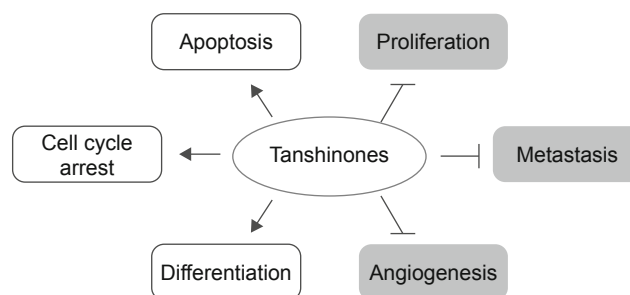 Apoptosis
Proliferation
Cell cycle
arrest
Tanshinones
Metastasis
Differentiation
Angiogenesis